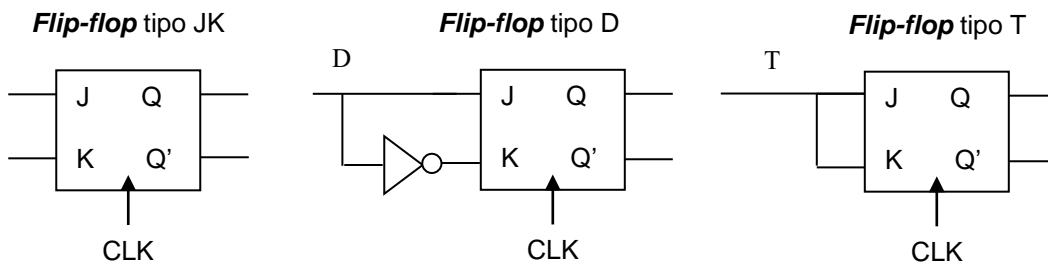 Flip-flop tipo JK
J Q
K Q'
CLK
Flip-flop tipo D
D
J Q
K Q'
CLK
Flip-flop tipo T
T
J Q
K Q'
CLK